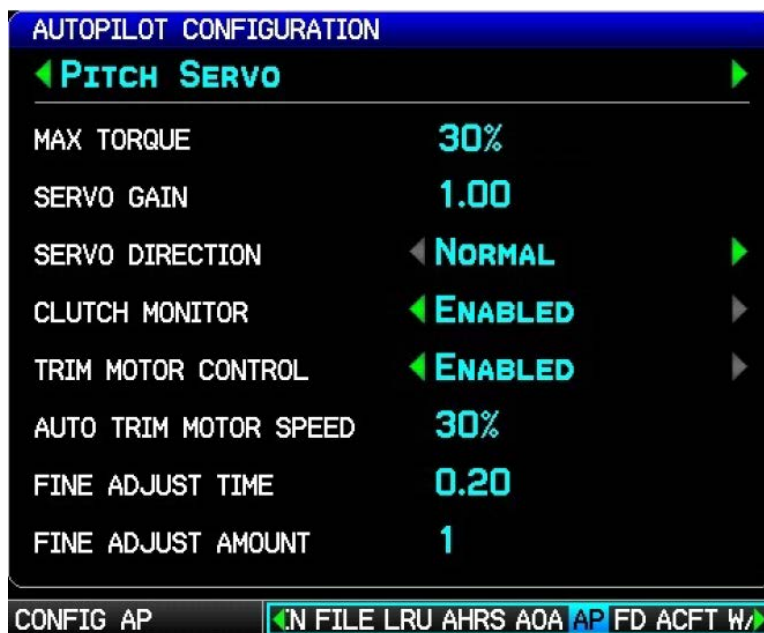 AUTOPILOT CONFIGURATION
PITCH SERVO
MAX TORQUE 30%
SERVO GAIN 1.00
SERVO DIRECTION NORMAL
CLUTCH MONITOR ENABLED
TRIM MOTOR CONTROL ENABLED
AUTO TRIM MOTOR SPEED 30%
FINE ADJUST TIME 0.20
FINE ADJUST AMOUNT 1
CONFIG AP FILE LRU AHRS AOA AP FD ACFT